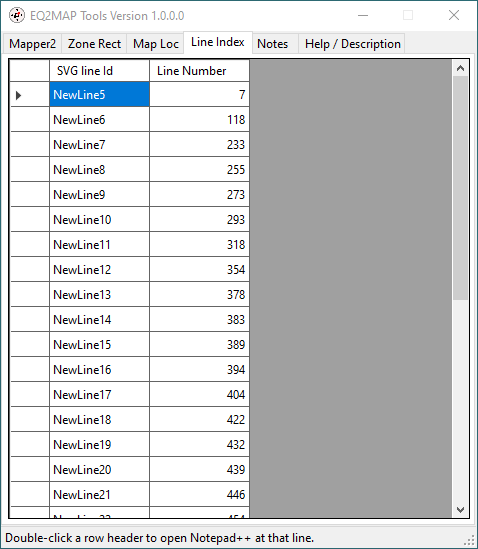 EQ2MAP Tools Version 1.0.0.0
Mapper2 Zone Rect Map Loc Line Index Notes Help / Description
SVG line Id Line Number
NewLine5 7
NewLine6 118
NewLine7 233
NewLine8 255
NewLine9 273
NewLine10 293
NewLine11 318
NewLine12 354
NewLine13 378
NewLine14 383
NewLine15 389
NewLine16 394
NewLine17 404
NewLine18 422
NewLine19 432
NewLine20 439
NewLine21 446
Double-click a row header to open Notepad++ at that line.